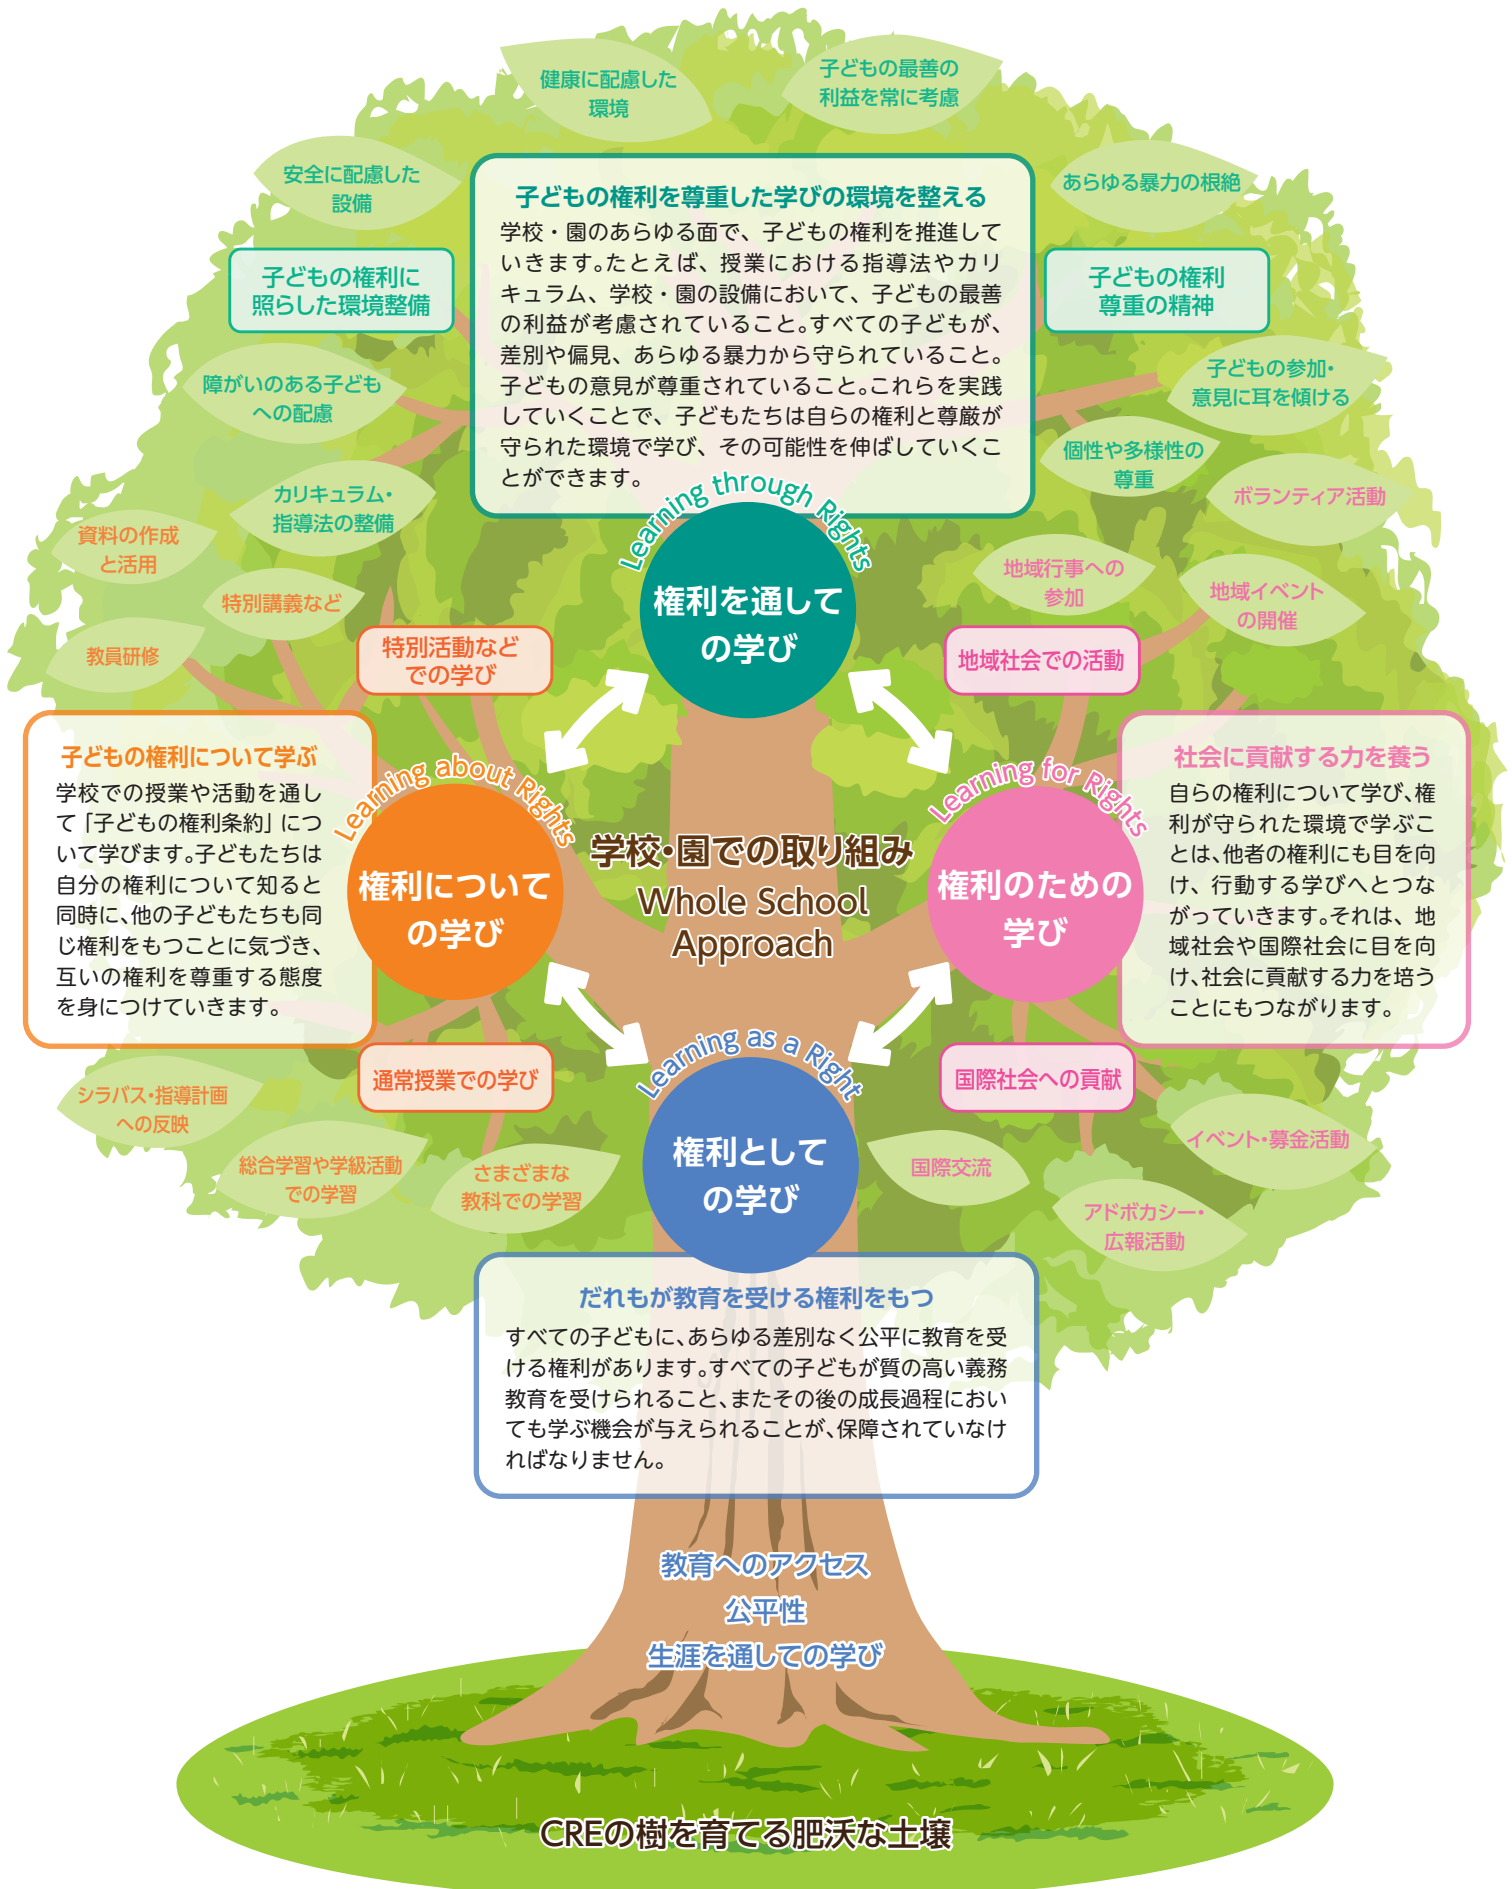 健康に配慮した
環境
子どもの最善の
利益を常に考慮
安全に配慮した
設備
あらゆる暴力の根絶
子どもの権利に
照らした環境整備
子どもの権利を尊重した学びの環境を整える
学校・園のあらゆる面で、子どもの権利を推進して
いきます。たとえば、授業における指導法やカリ
キュラム、学校・園の設備において、子どもの最善
の利益が考慮されていること。すべての子どもが、
差別や偏見、あらゆる暴力から守られていること。
子どもの意見が尊重されていること。これらを実践
していくことで、子どもたちは自らの権利と尊厳が
守られた環境で学び、その可能性を伸ばしていくこ
とができます。
子どもの権利
尊重の精神
障がいのある子ども
への配慮
子どもの参加・
意見に耳を傾ける
カリキュラム・
指導法の整備
個性や多様性の
尊重
資料の作成
と活用
ボランティア活動
特別講義など
地域行事への
参加
地域イベント
の開催
教員研修
特別活動など
での学び
Learning through Rights
権利を通して
の学び
地域社会での活動
子どもの権利について学ぶ
学校での授業や活動を通し
て「子どもの権利条約」につ
いて学びます。子どもたちは
自分の権利について知ると
同時に、他の子どもたちも同
じ権利をもつことに気づき、
互いの権利を尊重する態度
を身につけていきます。
Learning about Rights
権利について
の学び
学校・園での取り組み
Whole School
Approach
Learning for Rights
権利のための
学び
社会に貢献する力を養う
自らの権利について学び、権
利が守られた環境で学ぶこ
とは、他者の権利にも目を向
け、行動する学びへとつな
がっていきます。それは、地
域社会や国際社会に目を向
け、社会に貢献する力を培う
ことにもつながります。
通常授業での学び
国際社会への貢献
シラバス・指導計画
への反映
総合学習や学級活動
での学習
さまざまな
教科での学習
Learning as a Right
権利として
の学び
国際交流
イベント・募金活動
アドボカシー・
広報活動
だれもが教育を受ける権利をもつ
すべての子どもに、あらゆる差別なく公平に教育を受
ける権利があります。すべての子どもが質の高い義務
教育を受けられること、またその後の成長過程におい
ても学ぶ機会が与えられることが、保障されていなけ
ればなりません。
教育へのアクセス
公平性
生涯を通しての学び
CREの樹を育てる肥沃な土壌